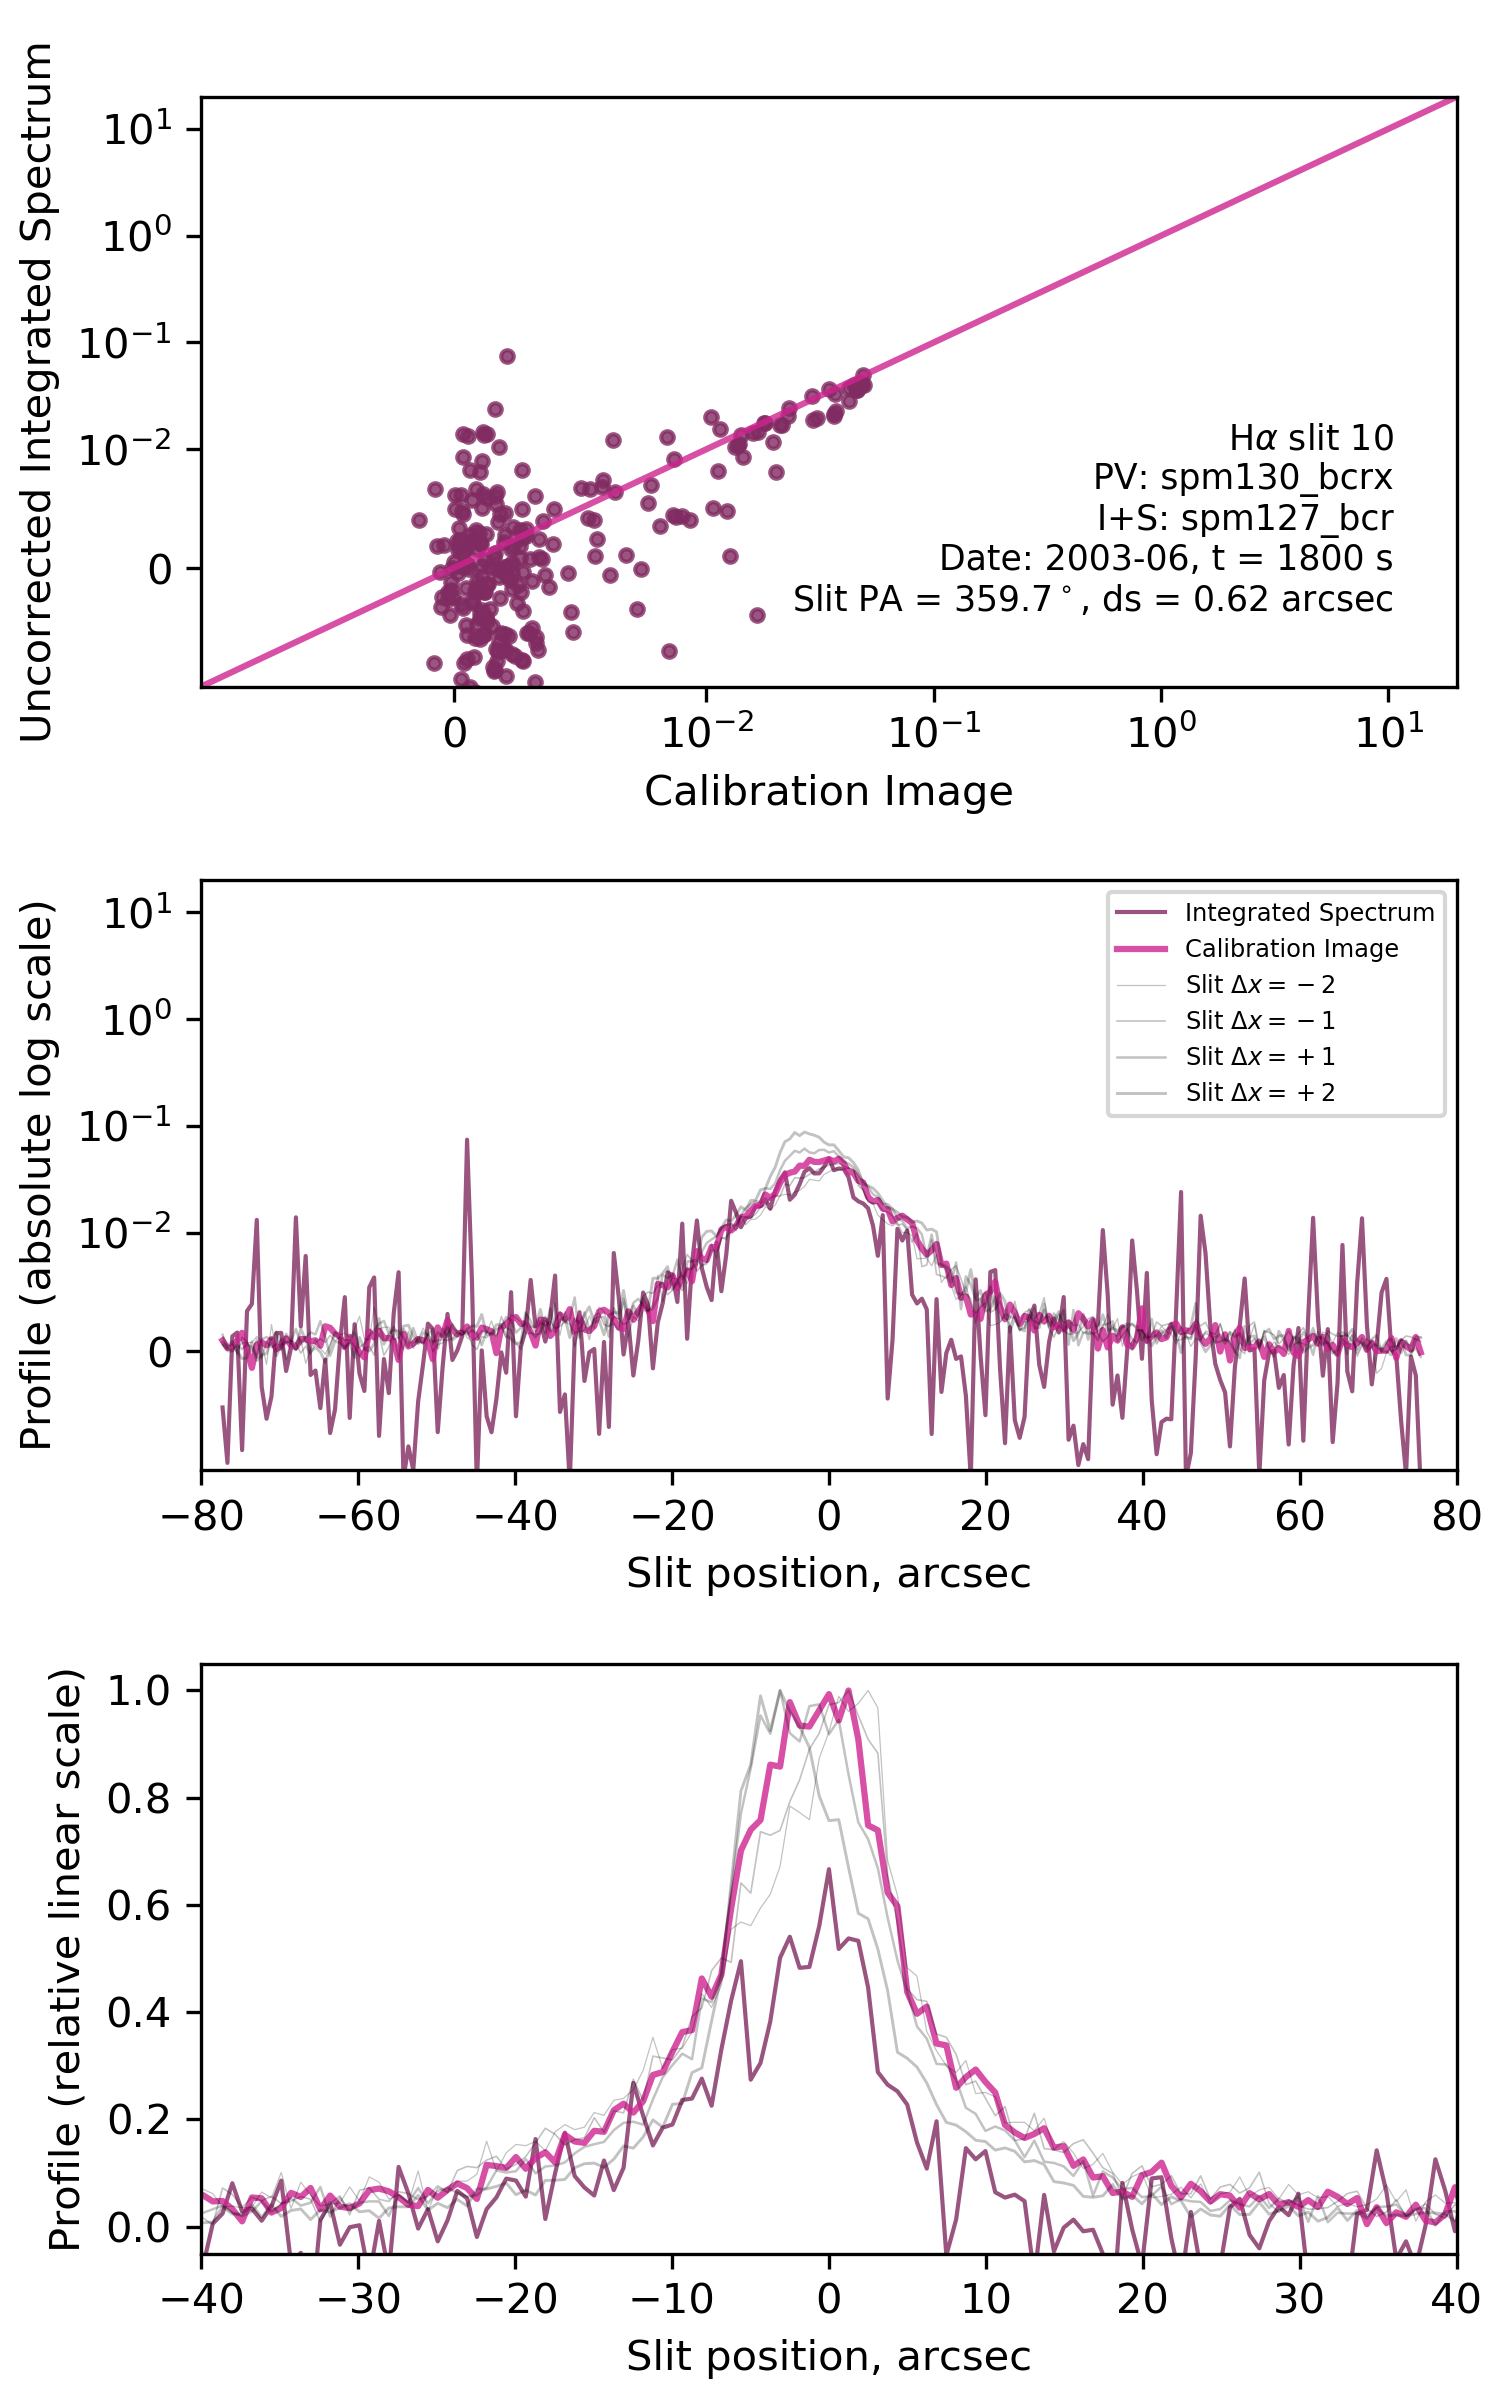 Uncorrected Integrated Spectrum
10¹
10⁰
10⁻¹
10⁻²
0
Hα slit 10
PV: spm130_bcrx
I+S: spm127_bcr
Date: 2003-06, t = 1800 s
Slit PA = 359.7°, ds = 0.62 arcsec
0 10⁻² 10⁻¹ 10⁰ 10¹
Calibration Image
Profile (absolute log scale)
10¹
10⁰
10⁻¹
10⁻²
0
Integrated Spectrum
Calibration Image
Slit Δx = −2
Slit Δx = −1
Slit Δx = +1
Slit Δx = +2
−80 −60 −40 −20 0 20 40 60 80
Slit position, arcsec
Profile (relative linear scale)
1.0
0.8
0.6
0.4
0.2
0.0
−40 −30 −20 −10 0 10 20 30 40
Slit position, arcsec